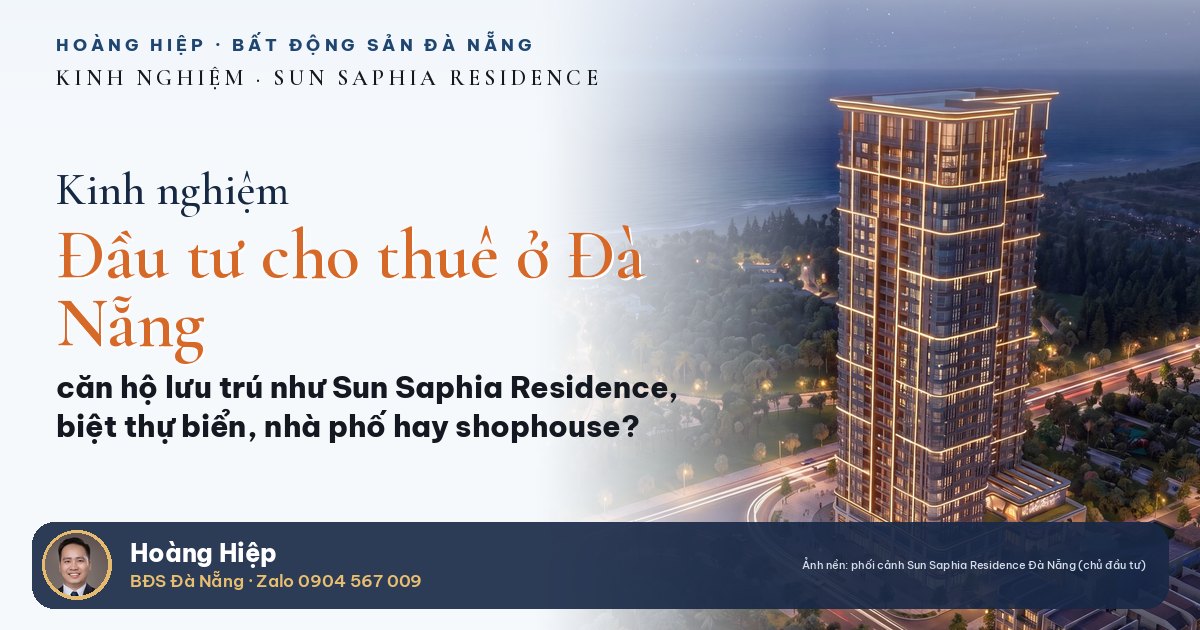 HOÀNG HIỆP · BẤT ĐỘNG SẢN ĐÀ NẴNG
KINH NGHIỆM · SUN SAPHIA RESIDENCE
Kinh nghiệm
Đầu tư cho thuê ở Đà
Nẵng
căn hộ lưu trú như Sun Saphia Residence,
biệt thự biển, nhà phố hay shophouse?
Hoàng Hiệp
BĐS Đà Nẵng · Zalo 0904 567 009
Ảnh nền: phối cảnh Sun Saphia Residence Đà Nẵng (chủ đầu tư)